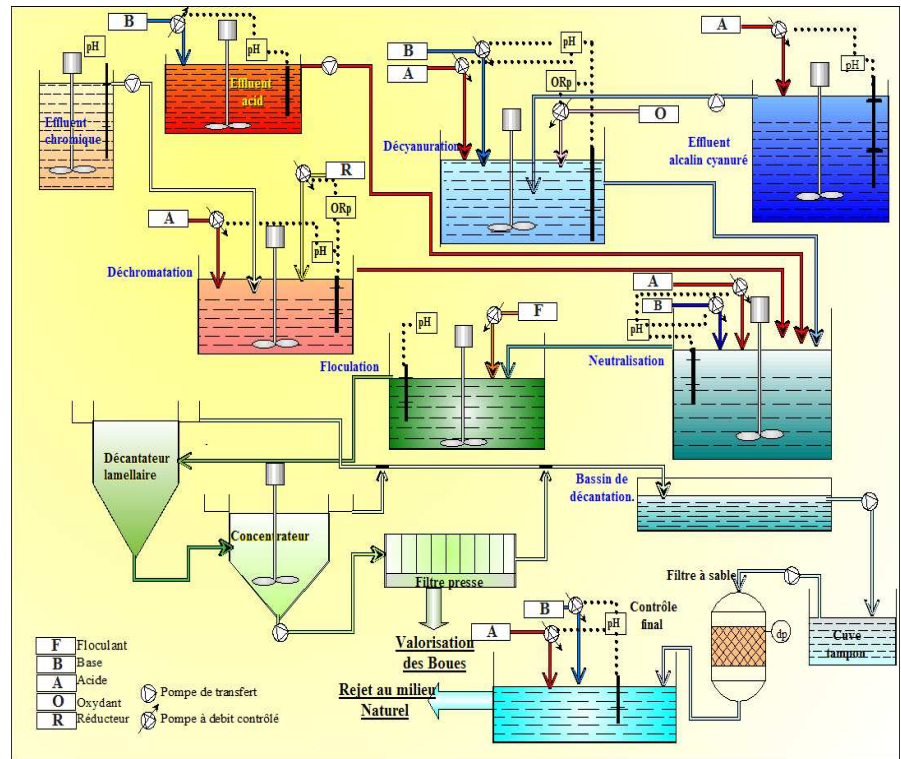 B
A
pH
pH
B
pH
A
ORp
pH
Effluent
acid
Effluent
chromique
O
Décyanuration
Effluent
alcalin cyanuré
R
ORp
A
pH
Déchromatation
A
B
pH
F
pH
Floculation
Neutralisation
Décantateur
lamellaire
Bassin de
décantation.
Concentrateur
Filtre presse
Filtre à sable
B
Contrôle
final
A
pH
dp
Cuve
tampon
Valorisation
des Boues
Rejet au milieu
Naturel
F Floculant
B Base
A Acide
O Oxydant
R Réducteur
Pompe de transfert
Pompe à debit contrôlé